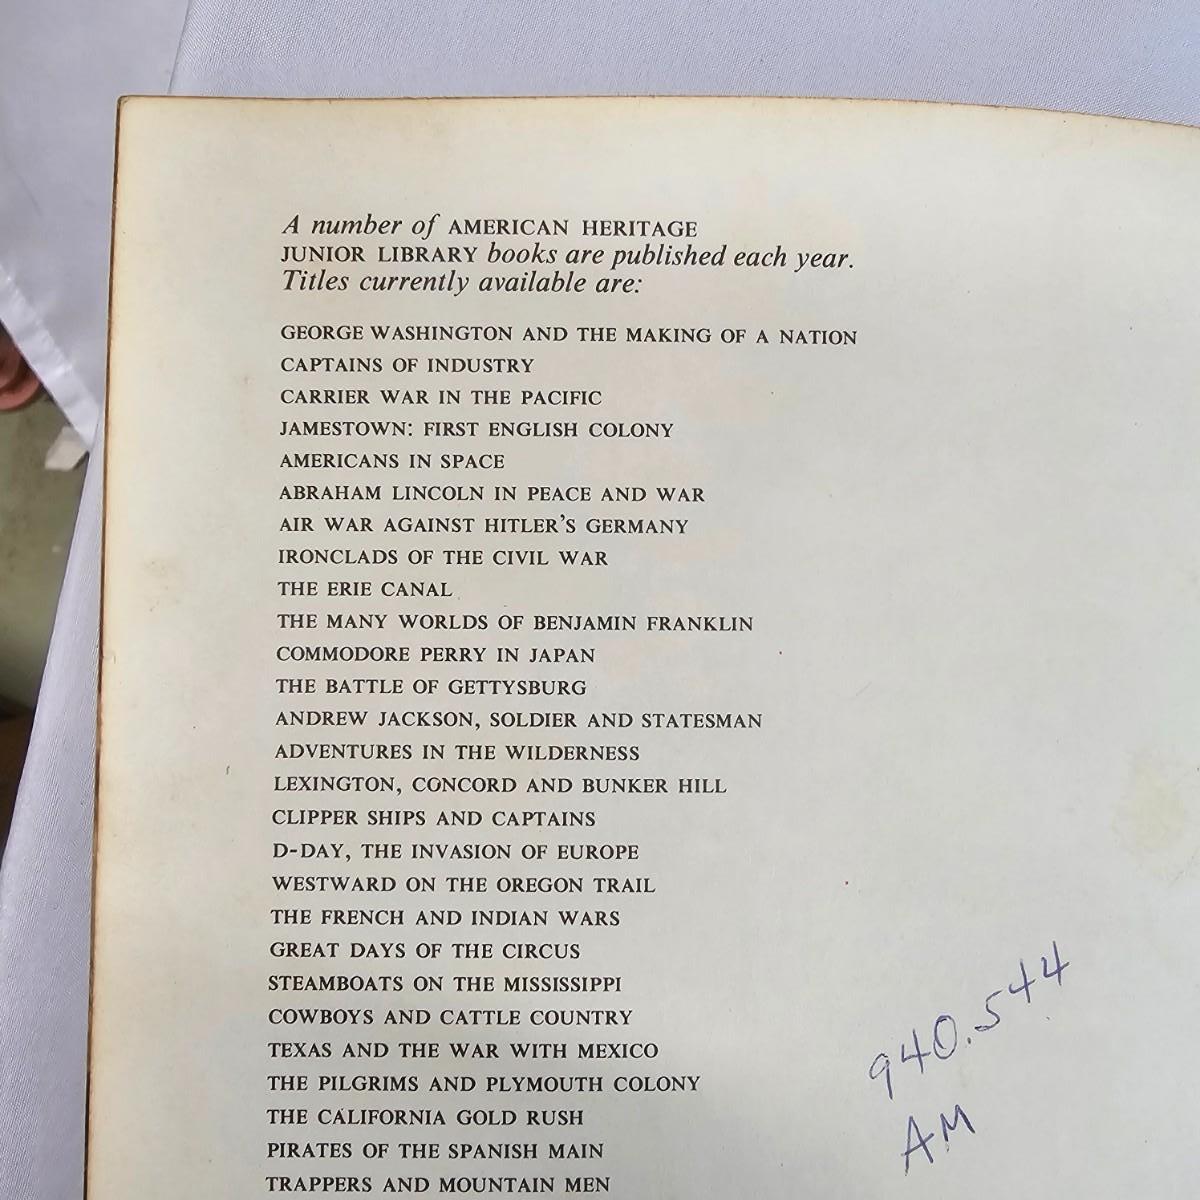 A number of AMERICAN HERITAGE
JUNIOR LIBRARY books are published each year.
Titles currently available are:
GEORGE WASHINGTON AND THE MAKING OF A NATION
CAPTAINS OF INDUSTRY
CARRIER WAR IN THE PACIFIC
JAMESTOWN: FIRST ENGLISH COLONY
AMERICANS IN SPACE
ABRAHAM LINCOLN IN PEACE AND WAR
AIR WAR AGAINST HITLER'S GERMANY
IRONCLADS OF THE CIVIL WAR
THE ERIE CANAL
THE MANY WORLDS OF BENJAMIN FRANKLIN
COMMODORE PERRY IN JAPAN
THE BATTLE OF GETTYSBURG
ANDREW JACKSON, SOLDIER AND STATESMAN
ADVENTURES IN THE WILDERNESS
LEXINGTON, CONCORD AND BUNKER HILL
CLIPPER SHIPS AND CAPTAINS
D-DAY, THE INVASION OF EUROPE
WESTWARD ON THE OREGON TRAIL
THE FRENCH AND INDIAN WARS
GREAT DAYS OF THE CIRCUS
STEAMBOATS ON THE MISSISSIPPI
COWBOYS AND CATTLE COUNTRY
TEXAS AND THE WAR WITH MEXICO
THE PILGRIMS AND PLYMOUTH COLONY
THE CALIFORNIA GOLD RUSH
PIRATES OF THE SPANISH MAIN
TRAPPERS AND MOUNTAIN MEN
940.544
AM